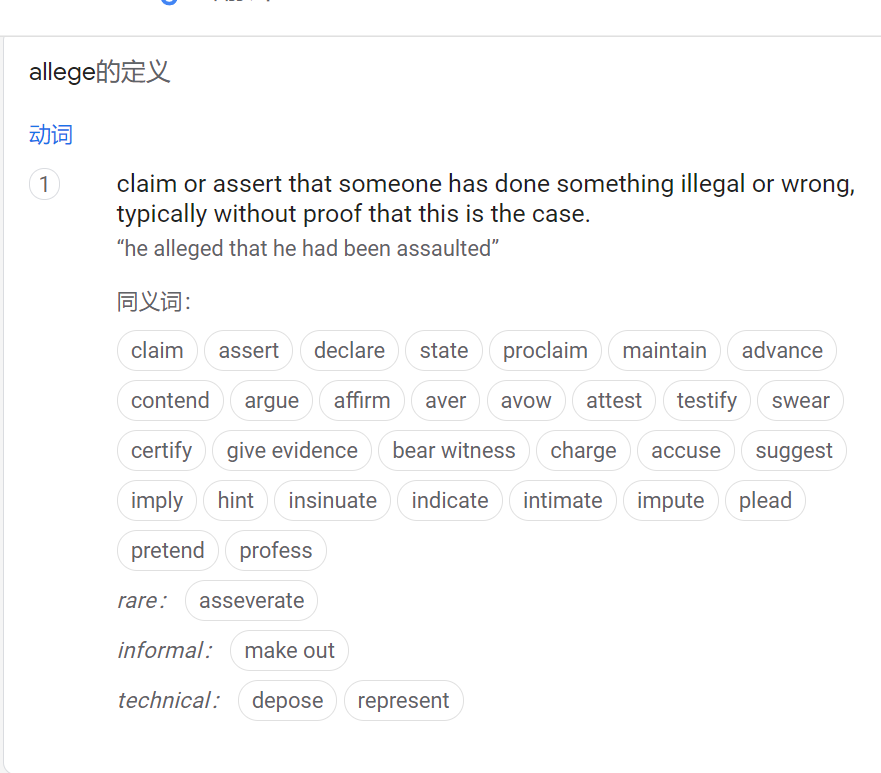 allege的定义
动词
1
claim or assert that someone has done something illegal or wrong,
typically without proof that this is the case.
“he alleged that he had been assaulted”
同义词：
claim assert declare state proclaim maintain advance
contend argue affirm aver avow attest testify swear
certify give evidence bear witness charge accuse suggest
imply hint insinuate indicate intimate impute plead
pretend profess
rare： asseverate
informal： make out
technical： depose represent